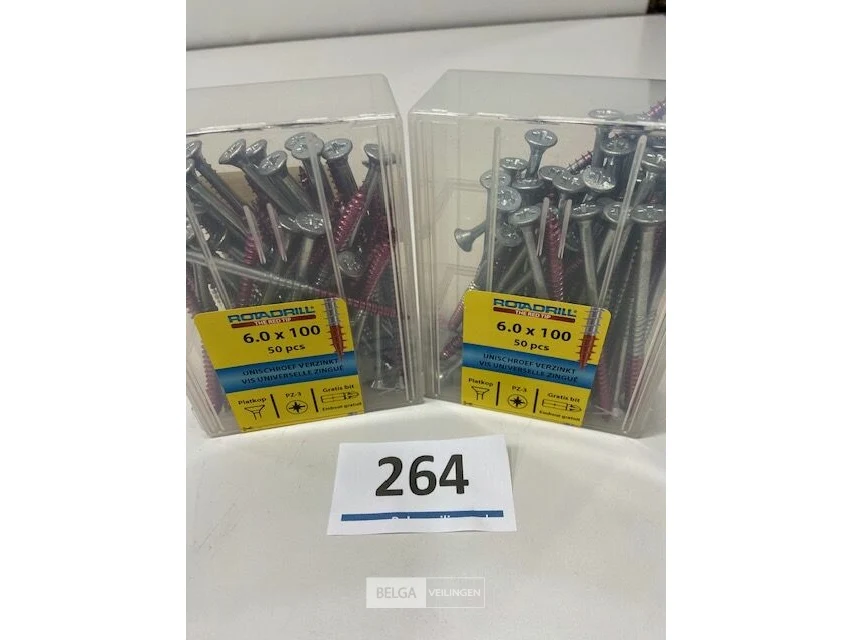 ROTADRILL®
THE RED TIP
6.0 x 100
50 pcs
UNISCHROEF VERZINKT
VIS UNIVERSELLE ZINGUÉ
Platkop
PZ-3
Gratis bit
Embout gratuit
ROTADRILL®
THE RED TIP
6.0 x 100
50 pcs
UNISCHROEF VERZINKT
VIS UNIVERSELLE ZINGUÉ
Platkop
PZ-3
Gratis bit
Embout gratuit
264
BELGA VEILINGEN